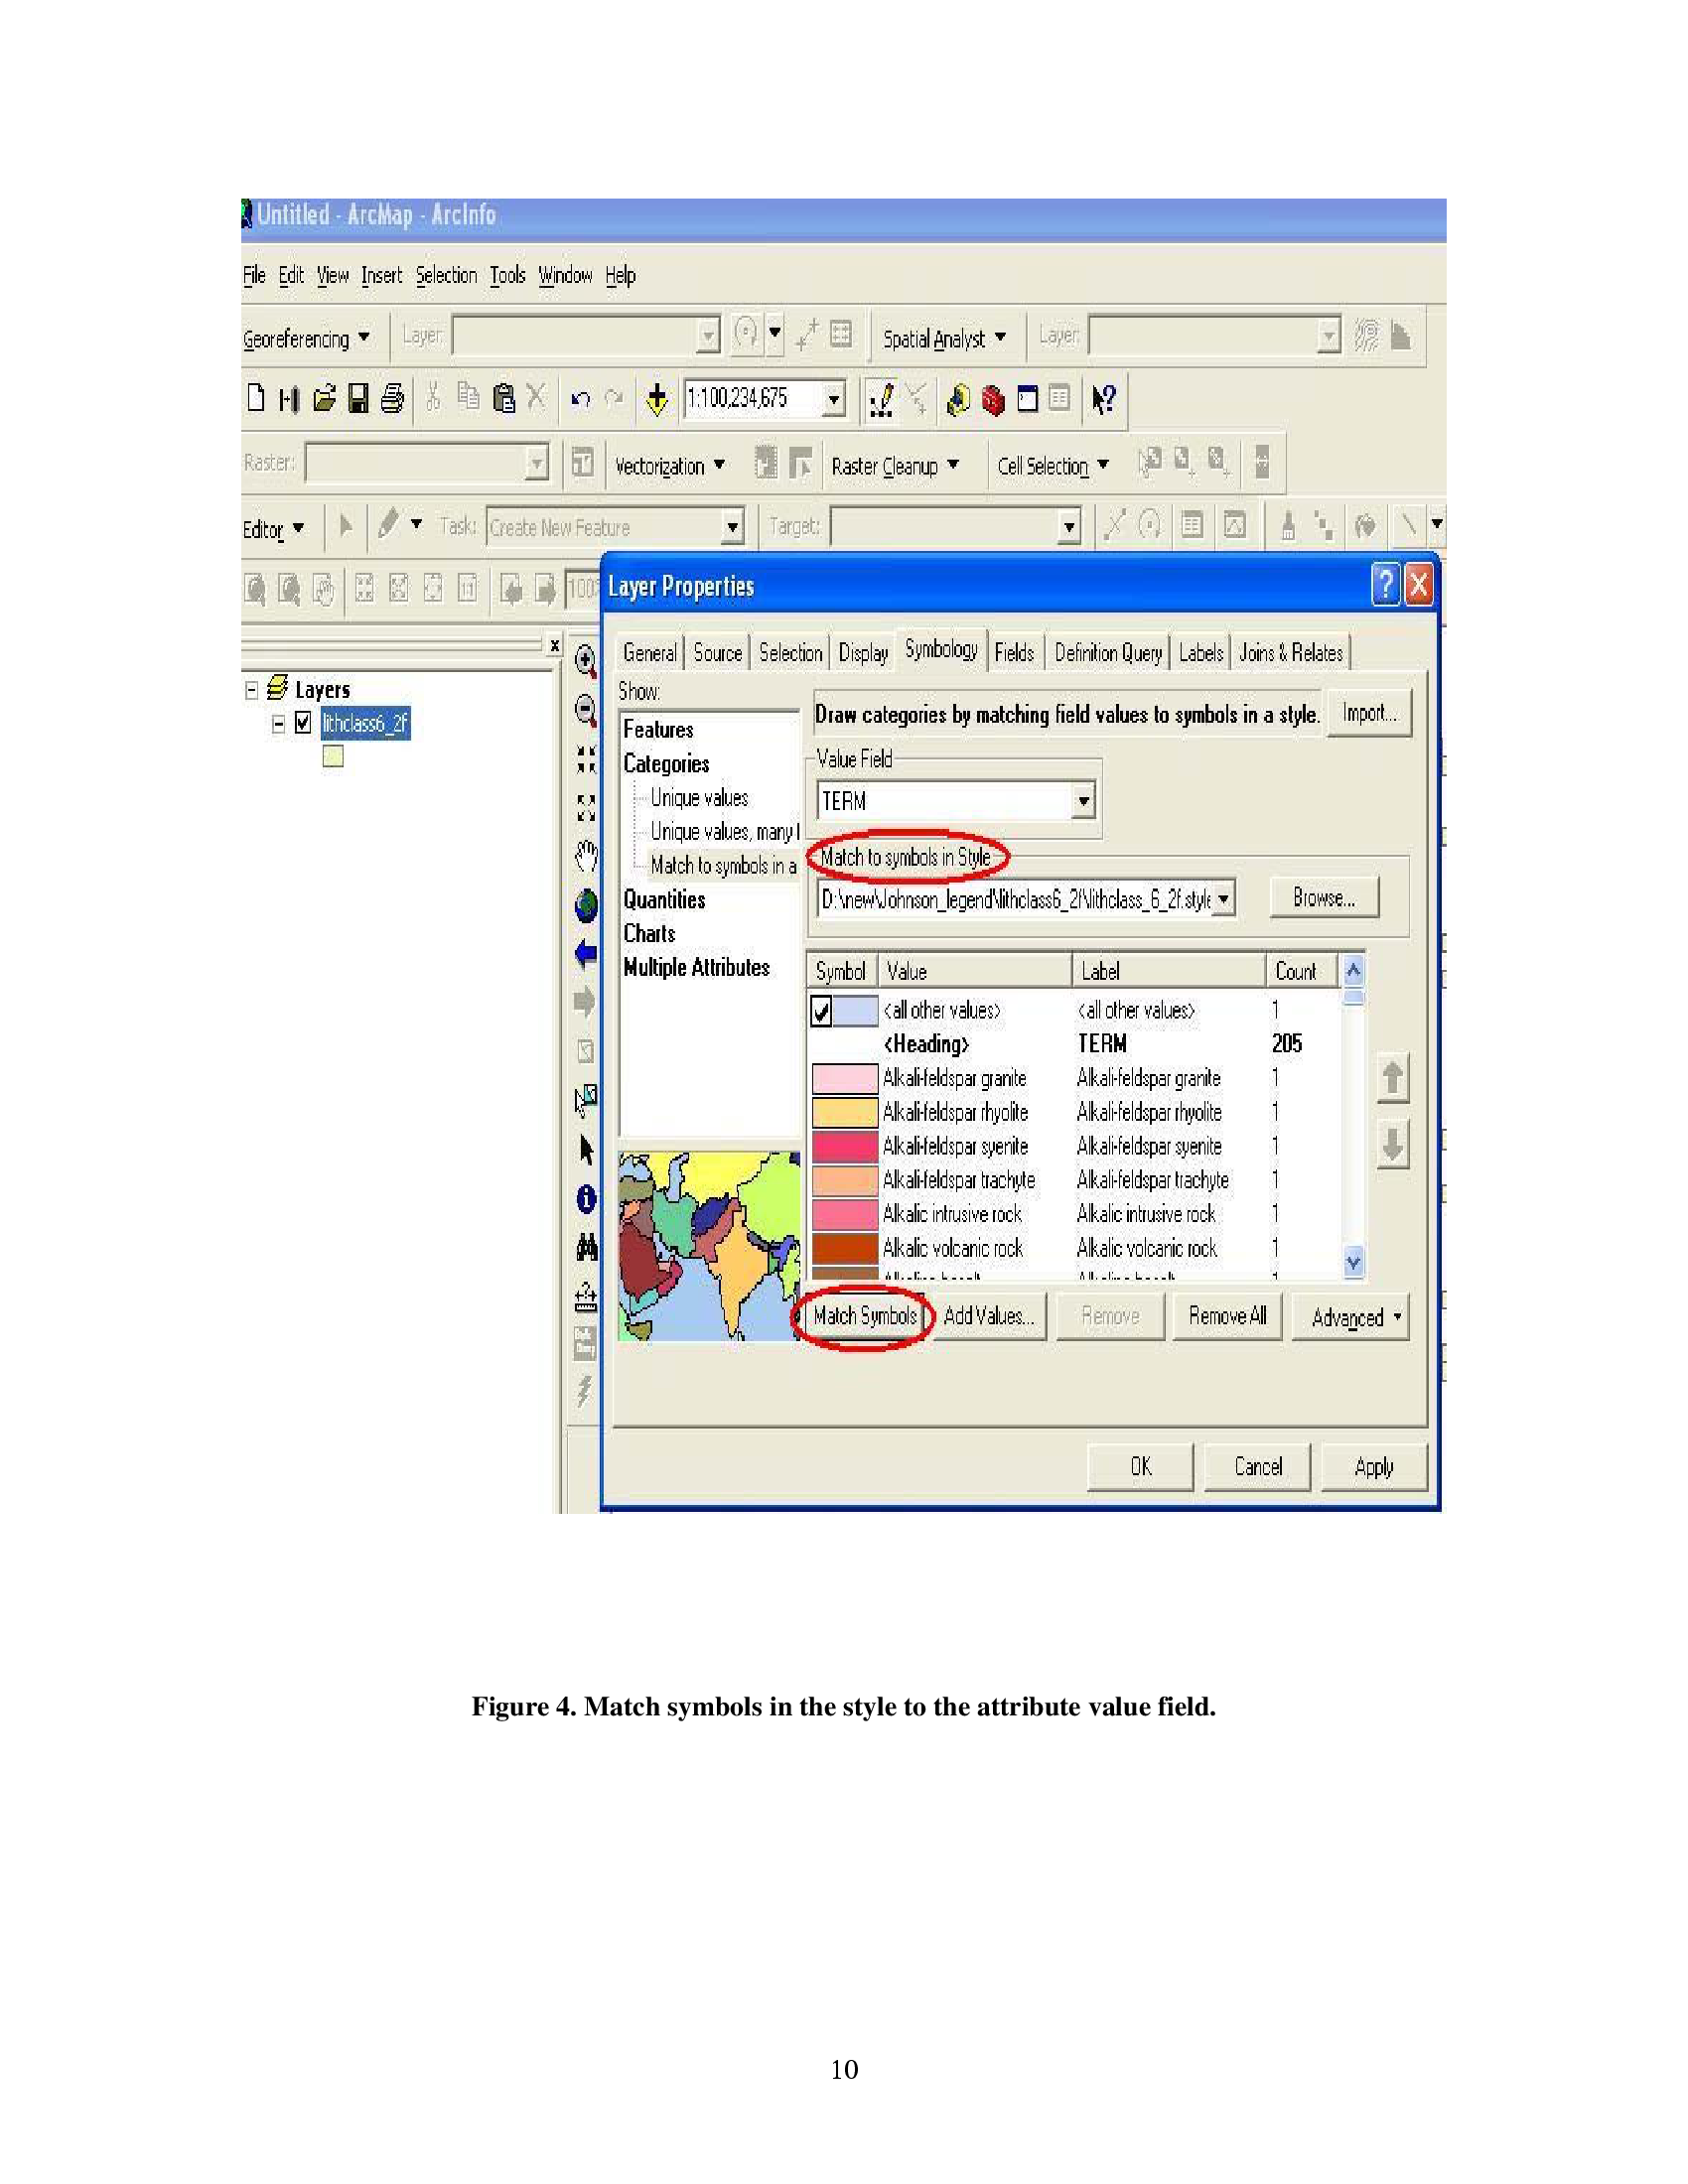 Untitled - ArcMap - ArcInfo
File Edit View Insert Selection Tools Window Help
Georeferencing Layer: Spatial Analyst Layer:
1:100,234,675
Raster: Vectorization Raster Cleanup Cell Selection
Editor Task: Create New Feature Target:
Layer Properties
General Source Selection Display Symbology Fields Definition Query Labels Joins & Relates
Layers
lithclass6_2f
Show:
Features
Categories
Unique values
Unique values, many
Match to symbols in a
Quantities
Charts
Multiple Attributes
Draw categories by matching field values to symbols in a style. Import...
Value Field
TERM
Match to symbols in Style
D:\new\Johnson_legend\lithclass6_2f\lithclass_6_2f.style Browse...
Symbol Value Label Count
<all other values> <all other values> 1
<Heading> TERM 205
Alkali-feldspar granite Alkali-feldspar granite 1
Alkali-feldspar rhyolite Alkali-feldspar rhyolite 1
Alkali-feldspar syenite Alkali-feldspar syenite 1
Alkali-feldspar trachyte Alkali-feldspar trachyte 1
Alkalic intrusive rock Alkalic intrusive rock 1
Alkalic volcanic rock Alkalic volcanic rock 1
Match Symbols Add Values... Remove Remove All Advanced
OK Cancel Apply
Figure 4. Match symbols in the style to the attribute value field.
10